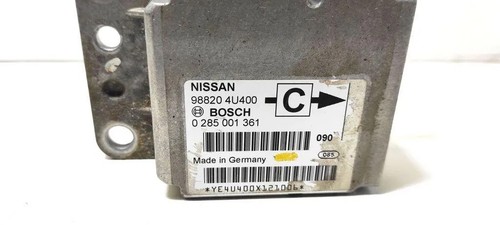 NISSAN
98820 4U400
C
BOSCH
0 285 001 361
090
Made in Germany
085
*YE4U400X121006*